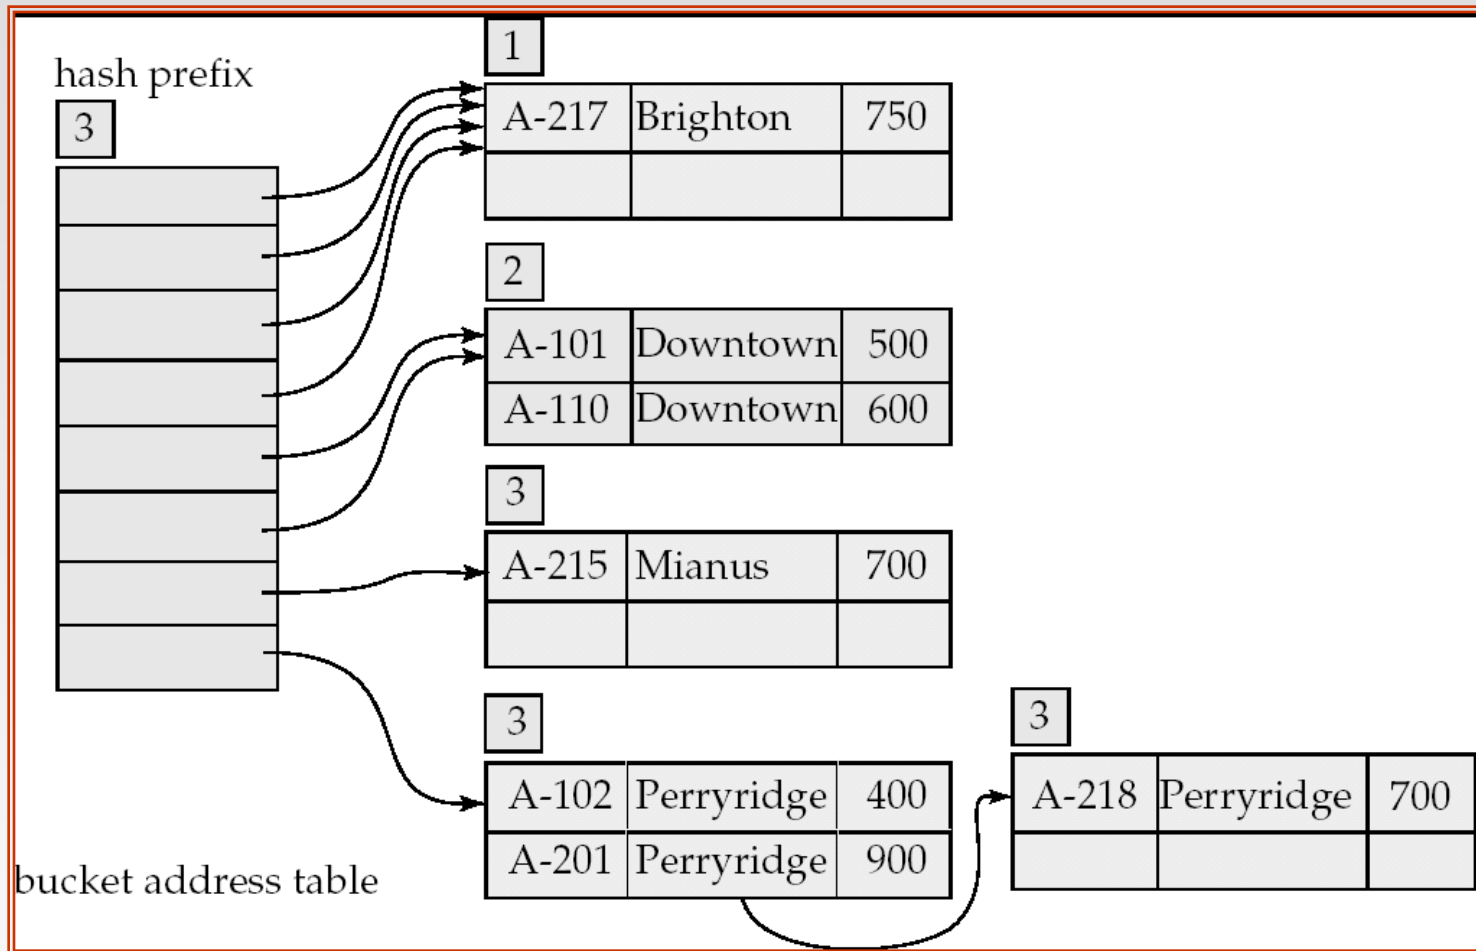 hash prefix
3
1
A-217 Brighton 750
2
A-101 Downtown 500
A-110 Downtown 600
3
A-215 Mianus 700
3
A-102 Perryridge 400
A-201 Perryridge 900
3
A-218 Perryridge 700
bucket address table